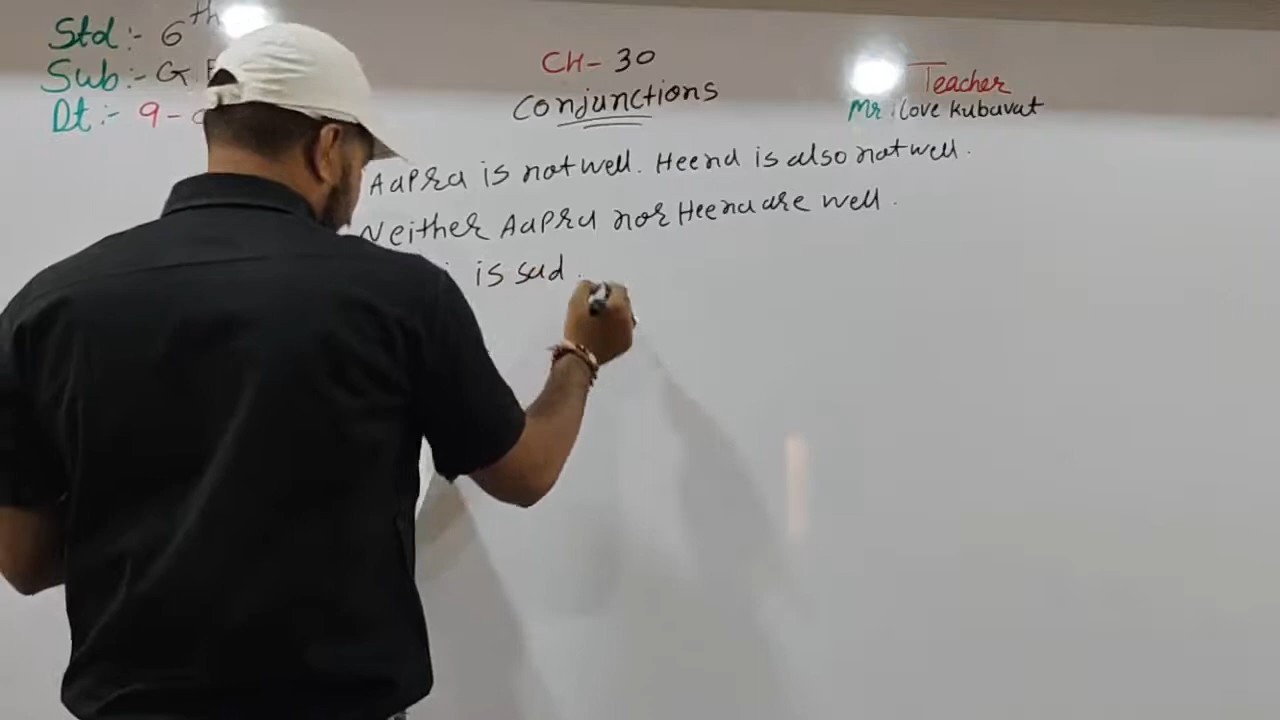 Std:- 6th
Sub:- G.
Dt:- 9-
CH- 30
Conjunctions
Teacher
Mr. love Kubavat
Aapra is not well. Heena is also not well.
Neither Aapra nor Heena are well.
is sad.